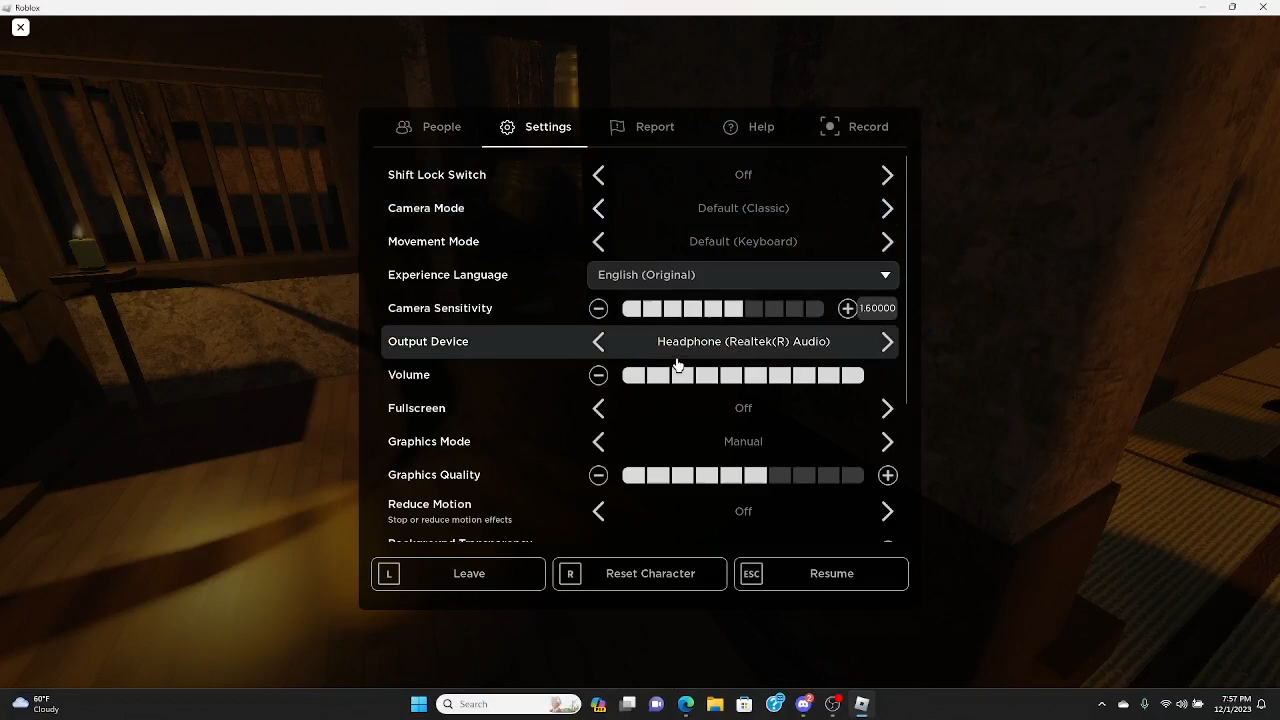 Roblox
People
Settings
Report
Help
Record
Shift Lock Switch
Off
Camera Mode
Default (Classic)
Movement Mode
Default (Keyboard)
Experience Language
English (Original)
Camera Sensitivity
1.60000
Output Device
Headphone (Realtek(R) Audio)
Volume
Fullscreen
Off
Graphics Mode
Manual
Graphics Quality
Reduce Motion
Off
Stop or reduce motion effects
Background Transparency
L
Leave
R
Reset Character
ESC
Resume
60°F
Cloudy
Search
2
7:57 PM
12/1/2023